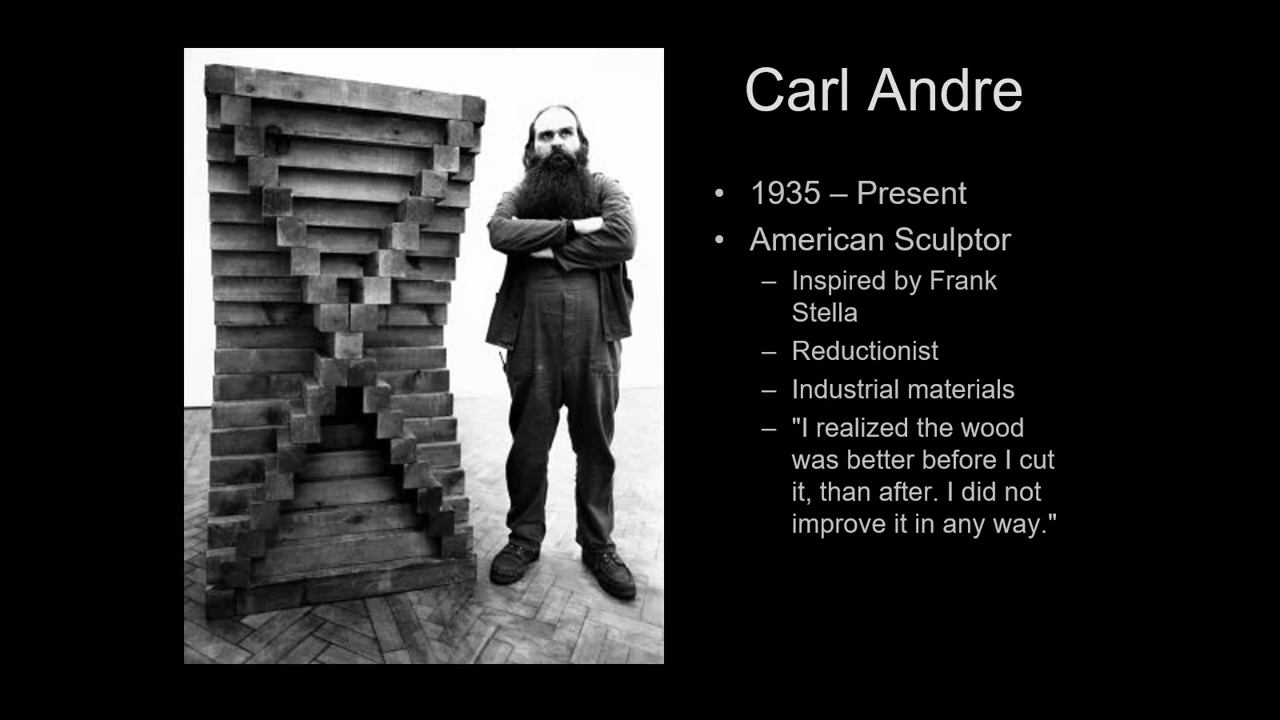 Carl Andre
• 1935 – Present
• American Sculptor
– Inspired by Frank
Stella
– Reductionist
– Industrial materials
– "I realized the wood
was better before I cut
it, than after. I did not
improve it in any way."